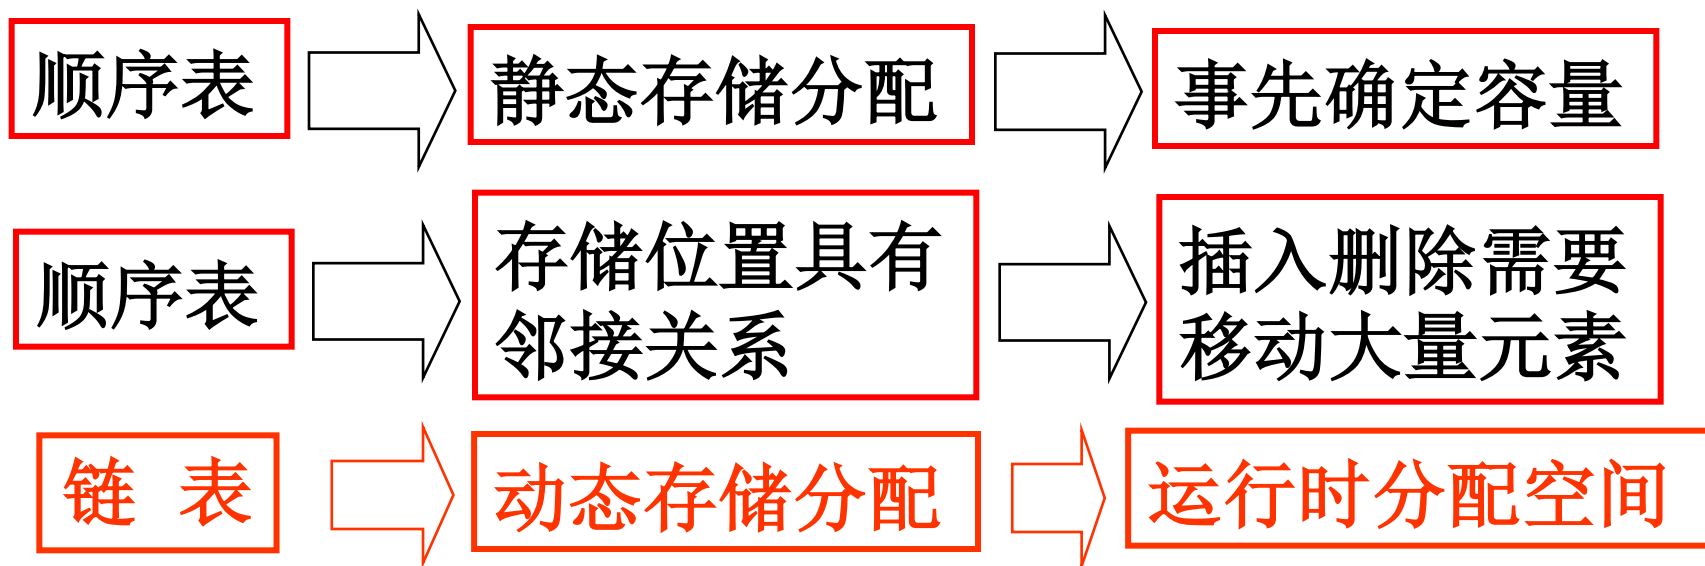 顺序表
静态存储分配
事先确定容量
顺序表
存储位置具有
邻接关系
插入删除需要
移动大量元素
链 表
动态存储分配
运行时分配空间